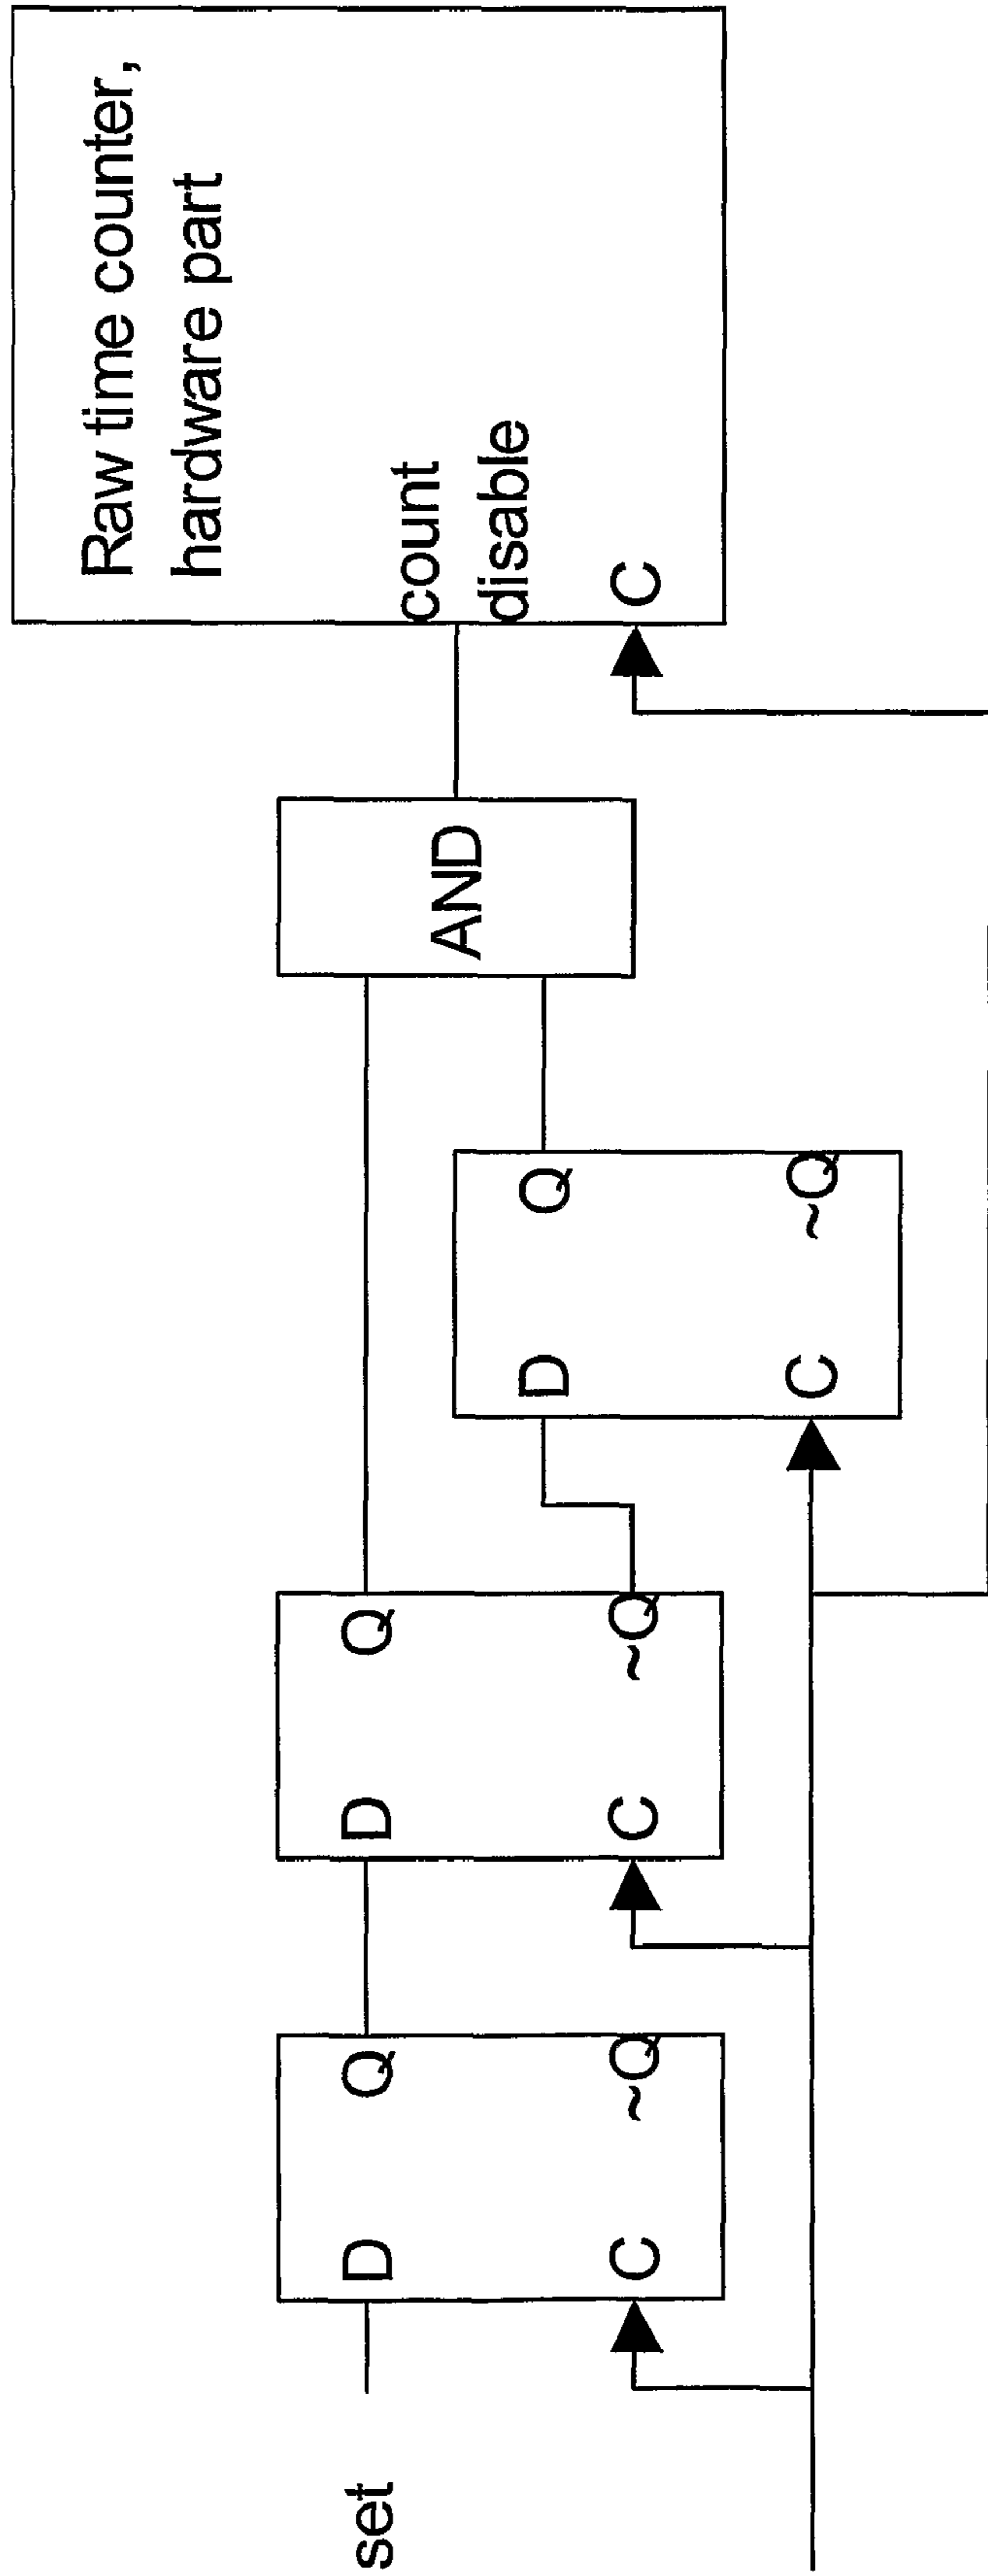 Raw time counter,
hardware part
count
disable
C
AND
D Q
C ~Q
D Q
C ~Q
D Q
C ~Q
set